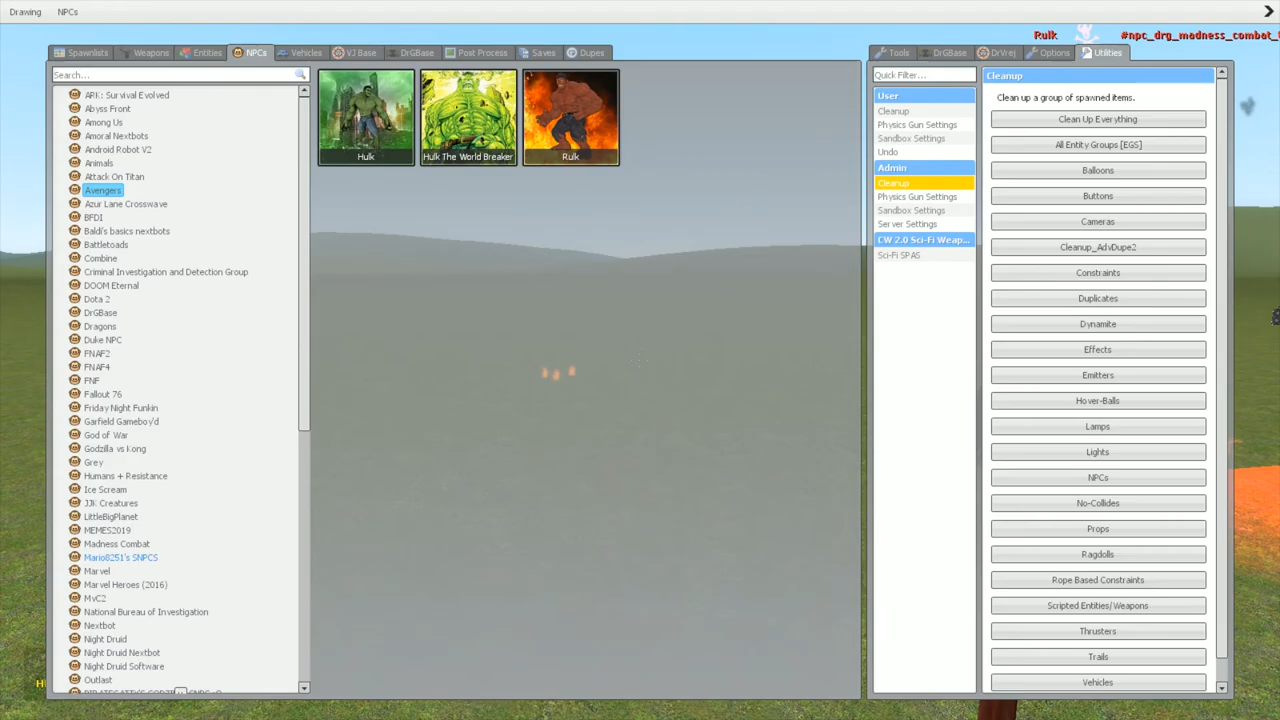 Drawing NPCs
Rulk #npc_drg_madness_combat_
Spawnlists Weapons Entities NPCs Vehicles VJ Base DrGBase Post Process Saves Dupes
Tools DrGBase DrVrej Options Utilities
Search...
ARK: Survival Evolved
Abyss Front
Among Us
Amoral Nextbots
Android Robot V2
Animals
Attack On Titan
Avengers
Azur Lane Crosswave
BFDI
Baldi's basics nextbots
Battletoads
Combine
Criminal Investigation and Detection Group
DOOM Eternal
Dota 2
DrGBase
Dragons
Duke NPC
FNAF2
FNAF4
FNF
Fallout 76
Friday Night Funkin
Garfield Gameboy'd
God of War
Godzilla vs Kong
Grey
Humans + Resistance
Ice Scream
JJK Creatures
LittleBigPlanet
MEMES2019
Madness Combat
Mario8251's SNPCS
Marvel
Marvel Heroes (2016)
MvC2
National Bureau of Investigation
Nextbot
Night Druid
Night Druid Nextbot
Night Druid Software
Outlast
Hulk
Hulk The World Breaker
Rulk
Quick Filter...
User
Cleanup
Physics Gun Settings
Sandbox Settings
Undo
Admin
Cleanup
Physics Gun Settings
Sandbox Settings
Server Settings
CW 2.0 Sci-Fi Weap...
Sci-Fi SPAS
Cleanup
Clean up a group of spawned items.
Clean Up Everything
All Entity Groups [EGS]
Balloons
Buttons
Cameras
Cleanup_AdvDupe2
Constraints
Duplicates
Dynamite
Effects
Emitters
Hover-Balls
Lamps
Lights
NPCs
No-Collides
Props
Ragdolls
Rope Based Constraints
Scripted Entities/Weapons
Thrusters
Trails
Vehicles